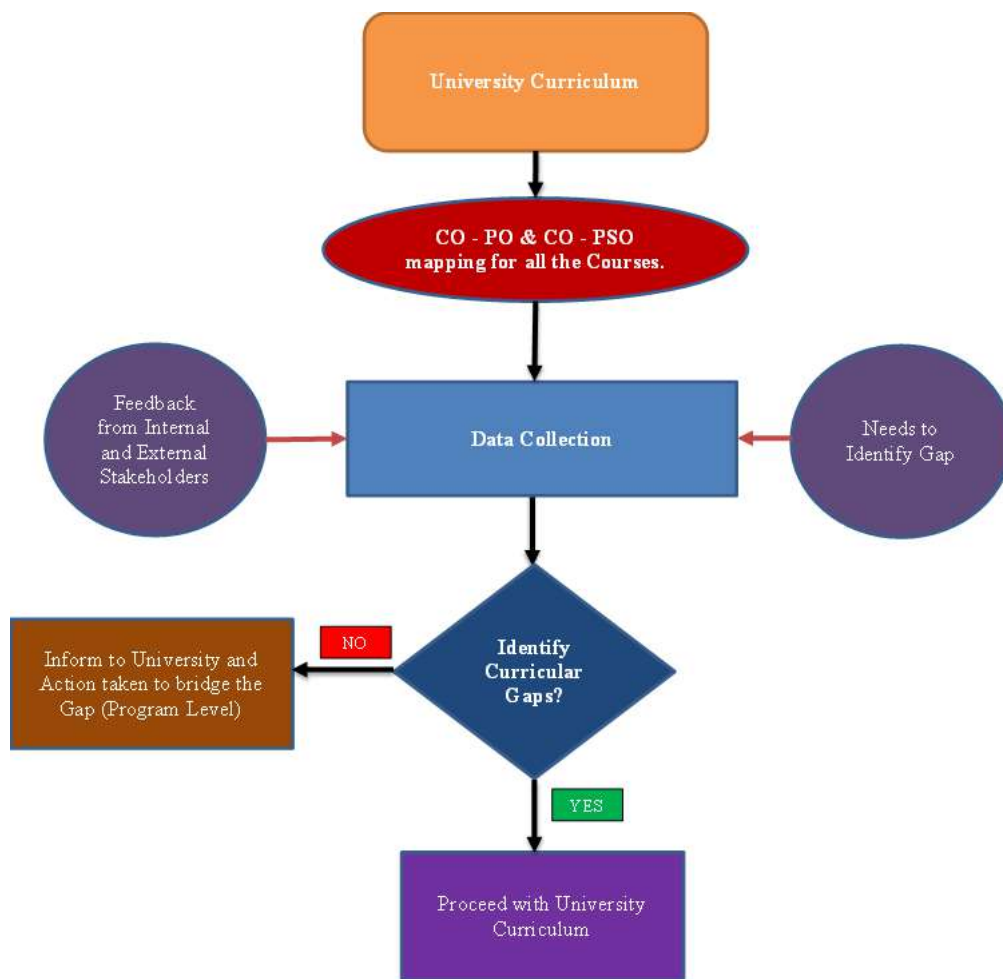 University Curriculum
CO - PO & CO - PSO
mapping for all the Courses.
Feedback
from Internal
and External
Stakeholders
Data Collection
Needs to
Identify Gap
NO
Inform to University and
Action taken to bridge the
Gap (Program Level)
Identify
Curricular
Gaps?
YES
Proceed with University
Curriculum